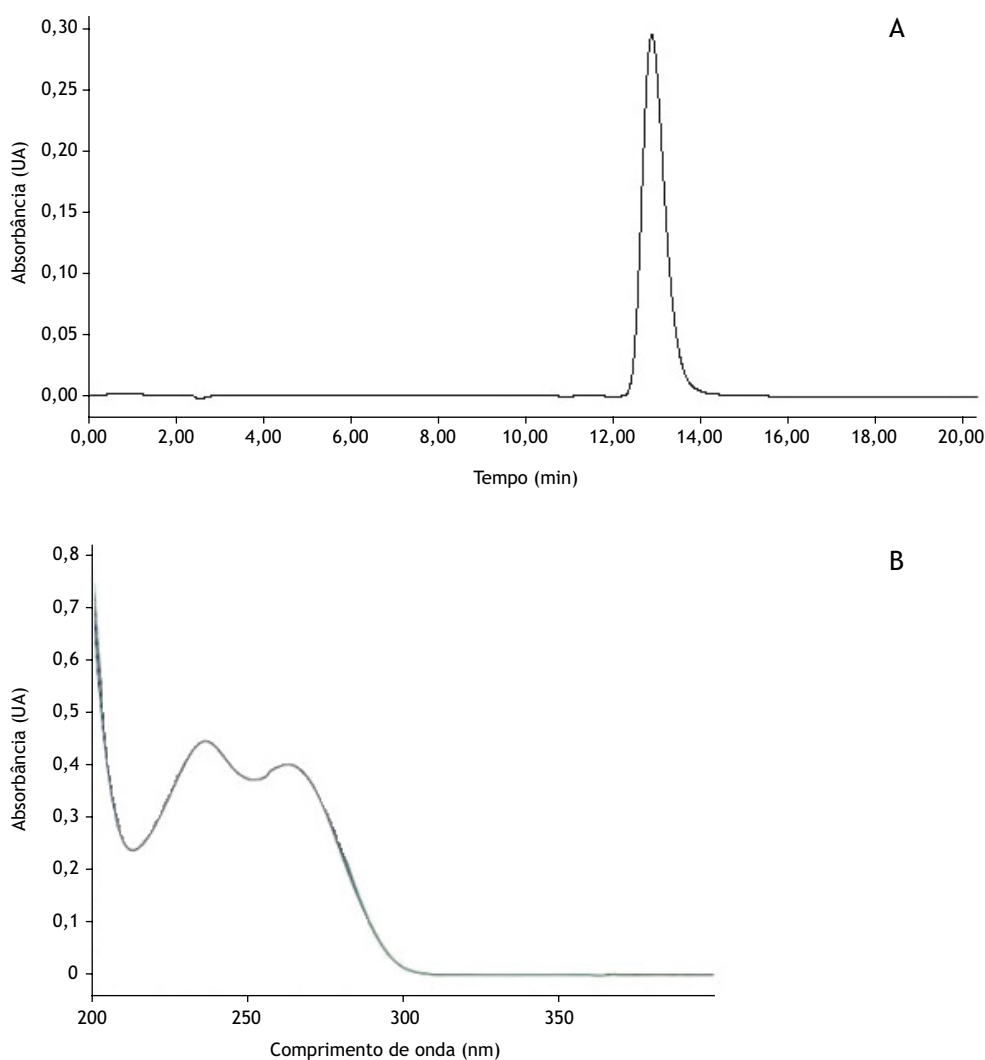 A
0,30
0,25
0,20
0,15
0,10
0,05
0,00
Absorbância (UA)
0,00 2,00 4,00 6,00 8,00 10,00 12,00 14,00 16,00 18,00 20,00
Tempo (min)
B
0,8
0,7
0,6
0,5
0,4
0,3
0,2
0,1
0
Absorbância (UA)
200 250 300 350
Comprimento de onda (nm)